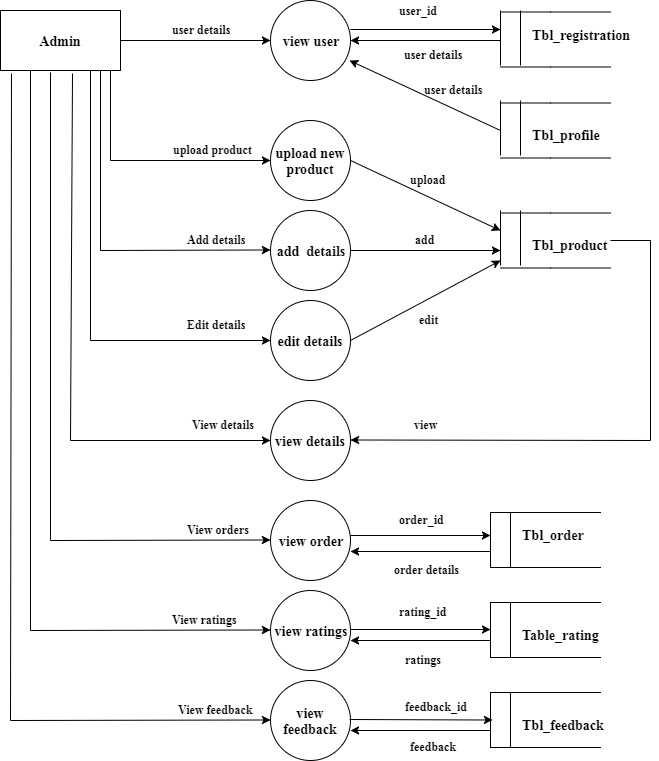 Admin
user details
view user
user_id
user details
Tbl_registration
user details
Tbl_profile
upload product
upload new
product
upload
Add details
add  details
add
Tbl_product
Edit details
edit details
edit
View details
view details
view
View orders
view order
order_id
order details
Tbl_order
View ratings
view ratings
rating_id
ratings
Table_rating
View feedback
view
feedback
feedback_id
feedback
Tbl_feedback